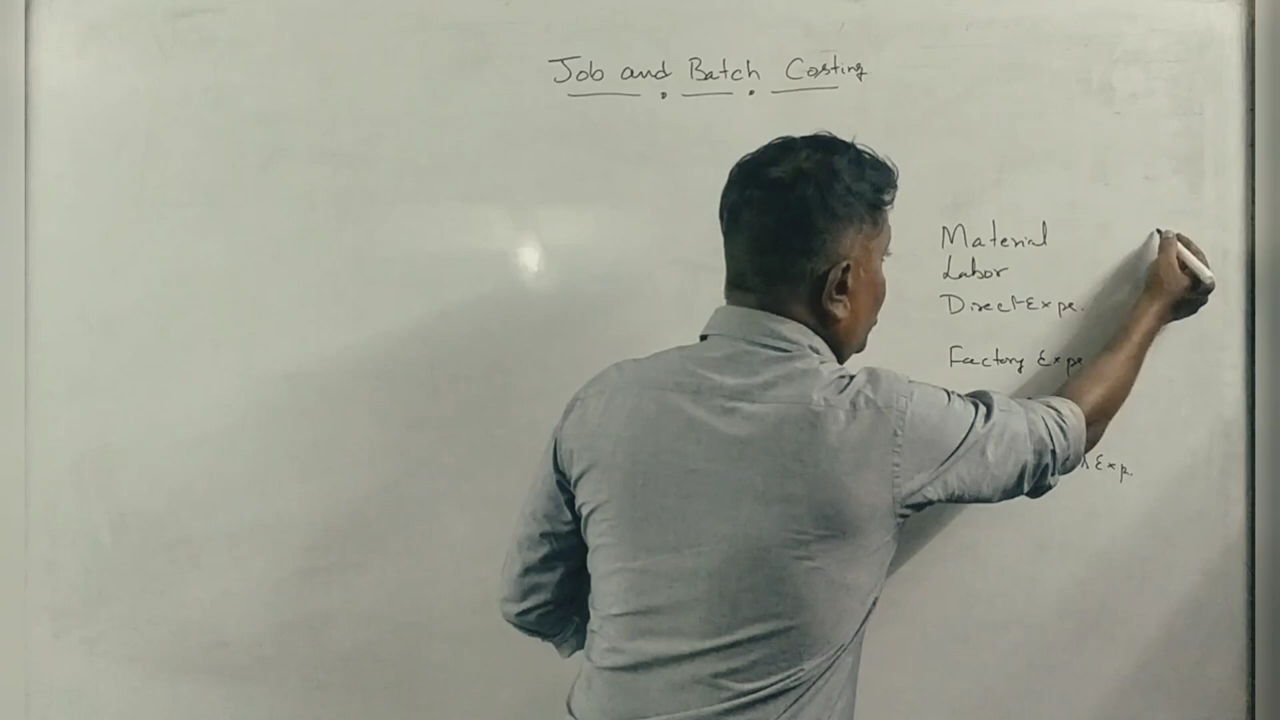 Job and Batch Costing
Material
Labor
Direct Expe.
Factory Expe
Exp.